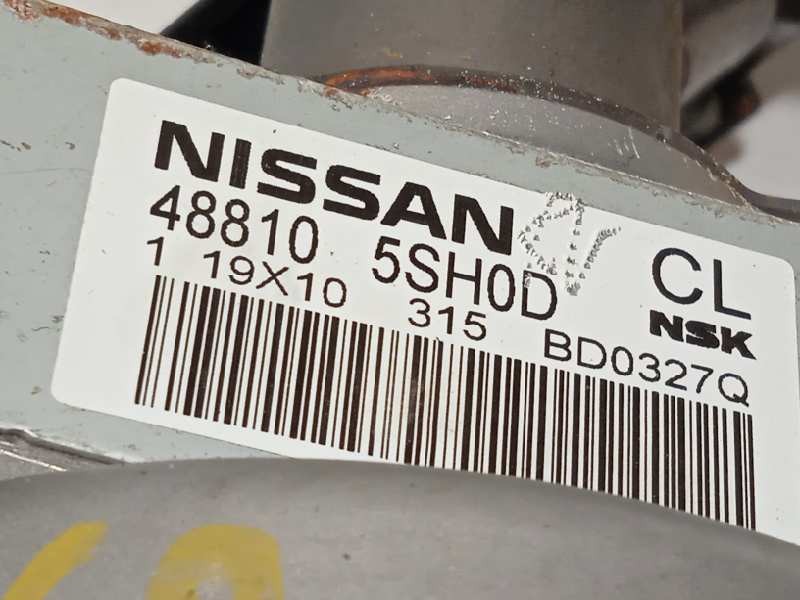 NISSAN
48810 5SH0D CL
1 19X10 315 BD0327Q
NSK